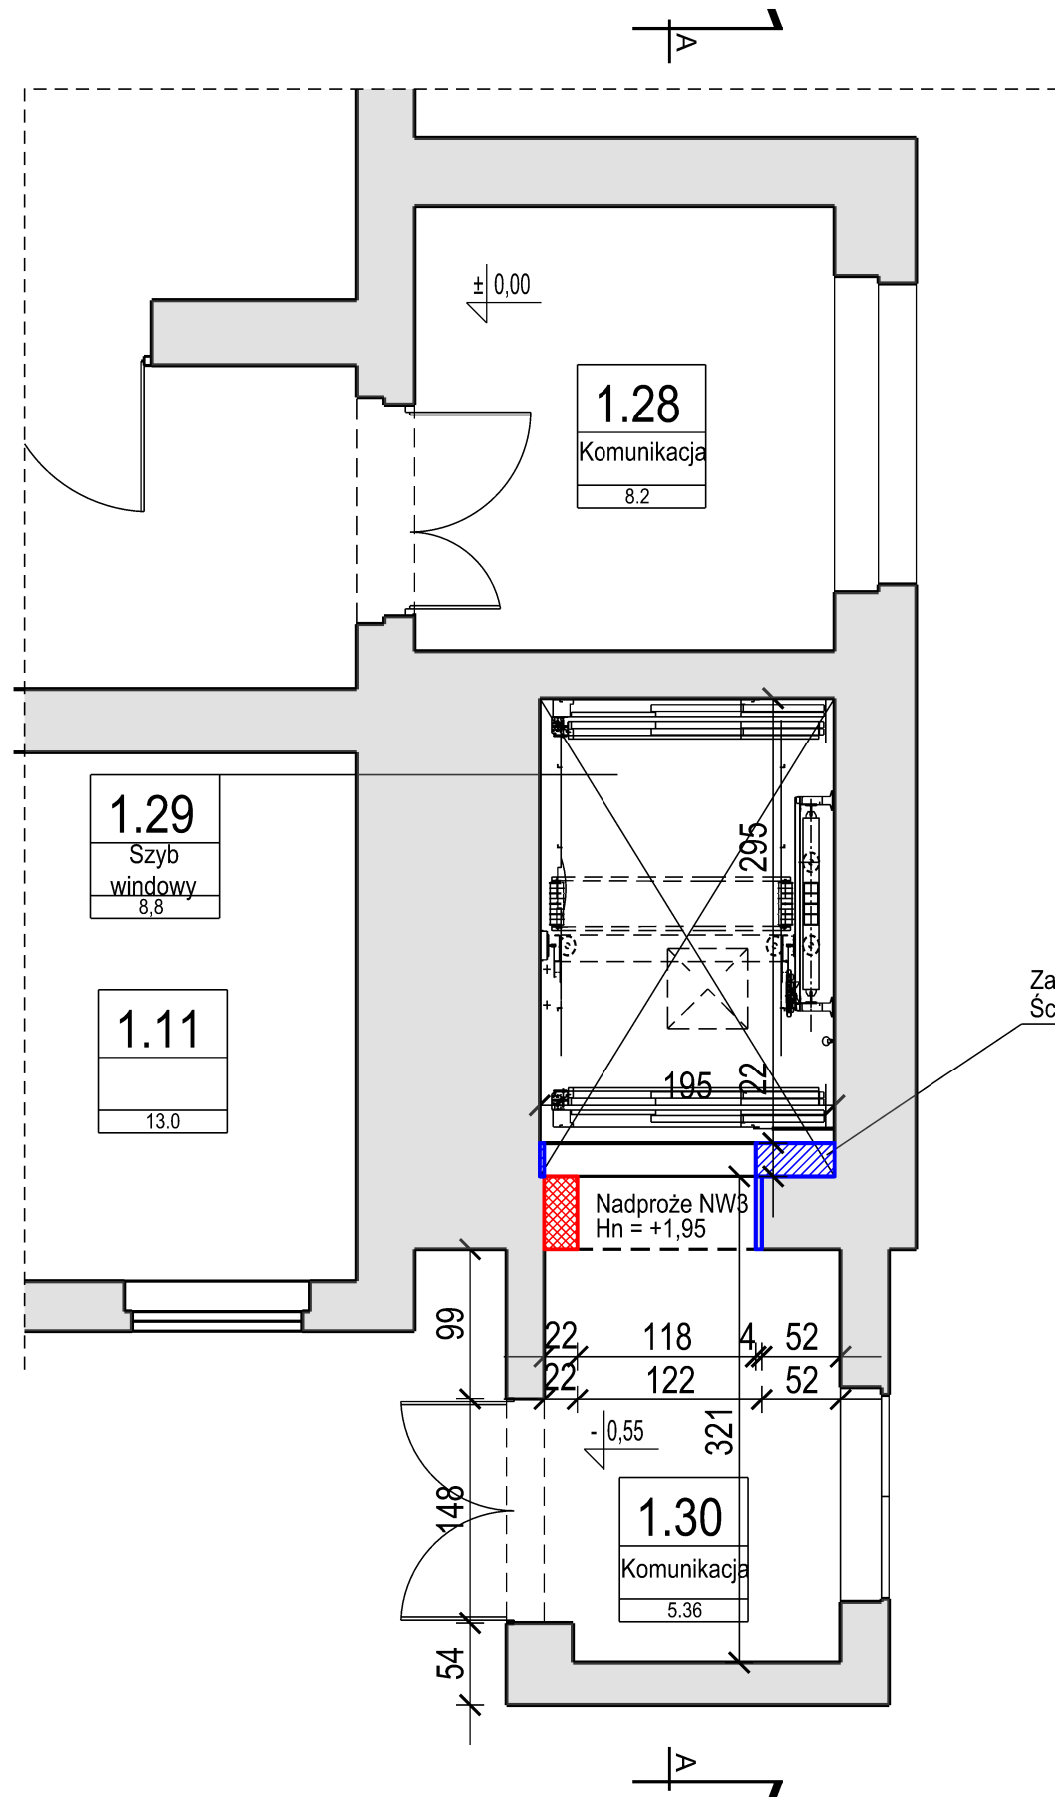 A
± 0,00
1.28
Komunikacja
8.2
1.29
Szyb
windowy
8,8
295
1.11
13.0
Za
Śc
195
22
Nadproże NW3
Hn = +1,95
99
22 118 4 52
22 122 52
321
- 0,55
148
1.30
Komunikacja
5.36
54
A